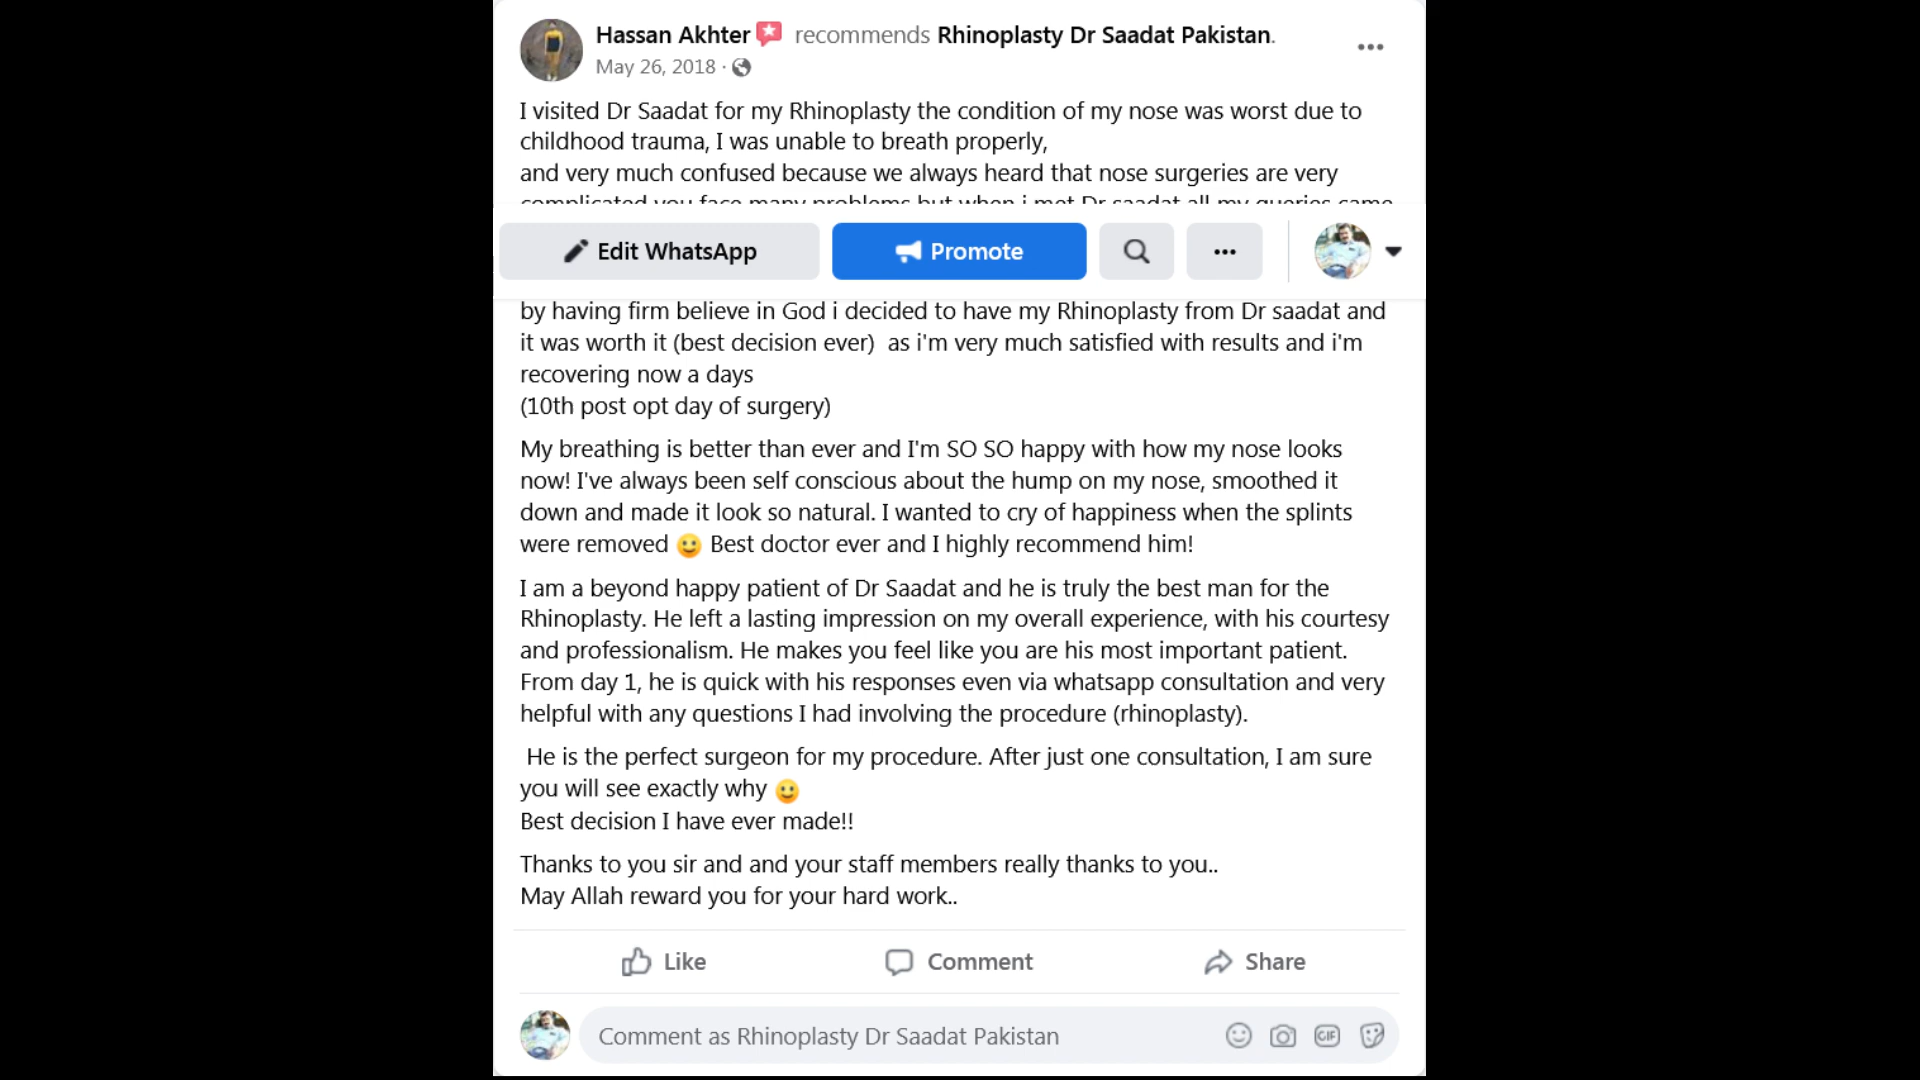 Hassan Akhter recommends Rhinoplasty Dr Saadat Pakistan.
May 26, 2018 ·
I visited Dr Saadat for my Rhinoplasty the condition of my nose was worst due to
childhood trauma, I was unable to breath properly,
and very much confused because we always heard that nose surgeries are very
complicated you face many problems but when i met Dr saadat all my queries came
Edit WhatsApp
Promote
by having firm believe in God i decided to have my Rhinoplasty from Dr saadat and
it was worth it (best decision ever)  as i'm very much satisfied with results and i'm
recovering now a days
(10th post opt day of surgery)
My breathing is better than ever and I'm SO SO happy with how my nose looks
now! I've always been self conscious about the hump on my nose, smoothed it
down and made it look so natural. I wanted to cry of happiness when the splints
were removed 🙂 Best doctor ever and I highly recommend him!
I am a beyond happy patient of Dr Saadat and he is truly the best man for the
Rhinoplasty. He left a lasting impression on my overall experience, with his courtesy
and professionalism. He makes you feel like you are his most important patient.
From day 1, he is quick with his responses even via whatsapp consultation and very
helpful with any questions I had involving the procedure (rhinoplasty).
He is the perfect surgeon for my procedure. After just one consultation, I am sure
you will see exactly why 🙂
Best decision I have ever made!!
Thanks to you sir and and your staff members really thanks to you..
May Allah reward you for your hard work..
Like
Comment
Share
Comment as Rhinoplasty Dr Saadat Pakistan
GIF